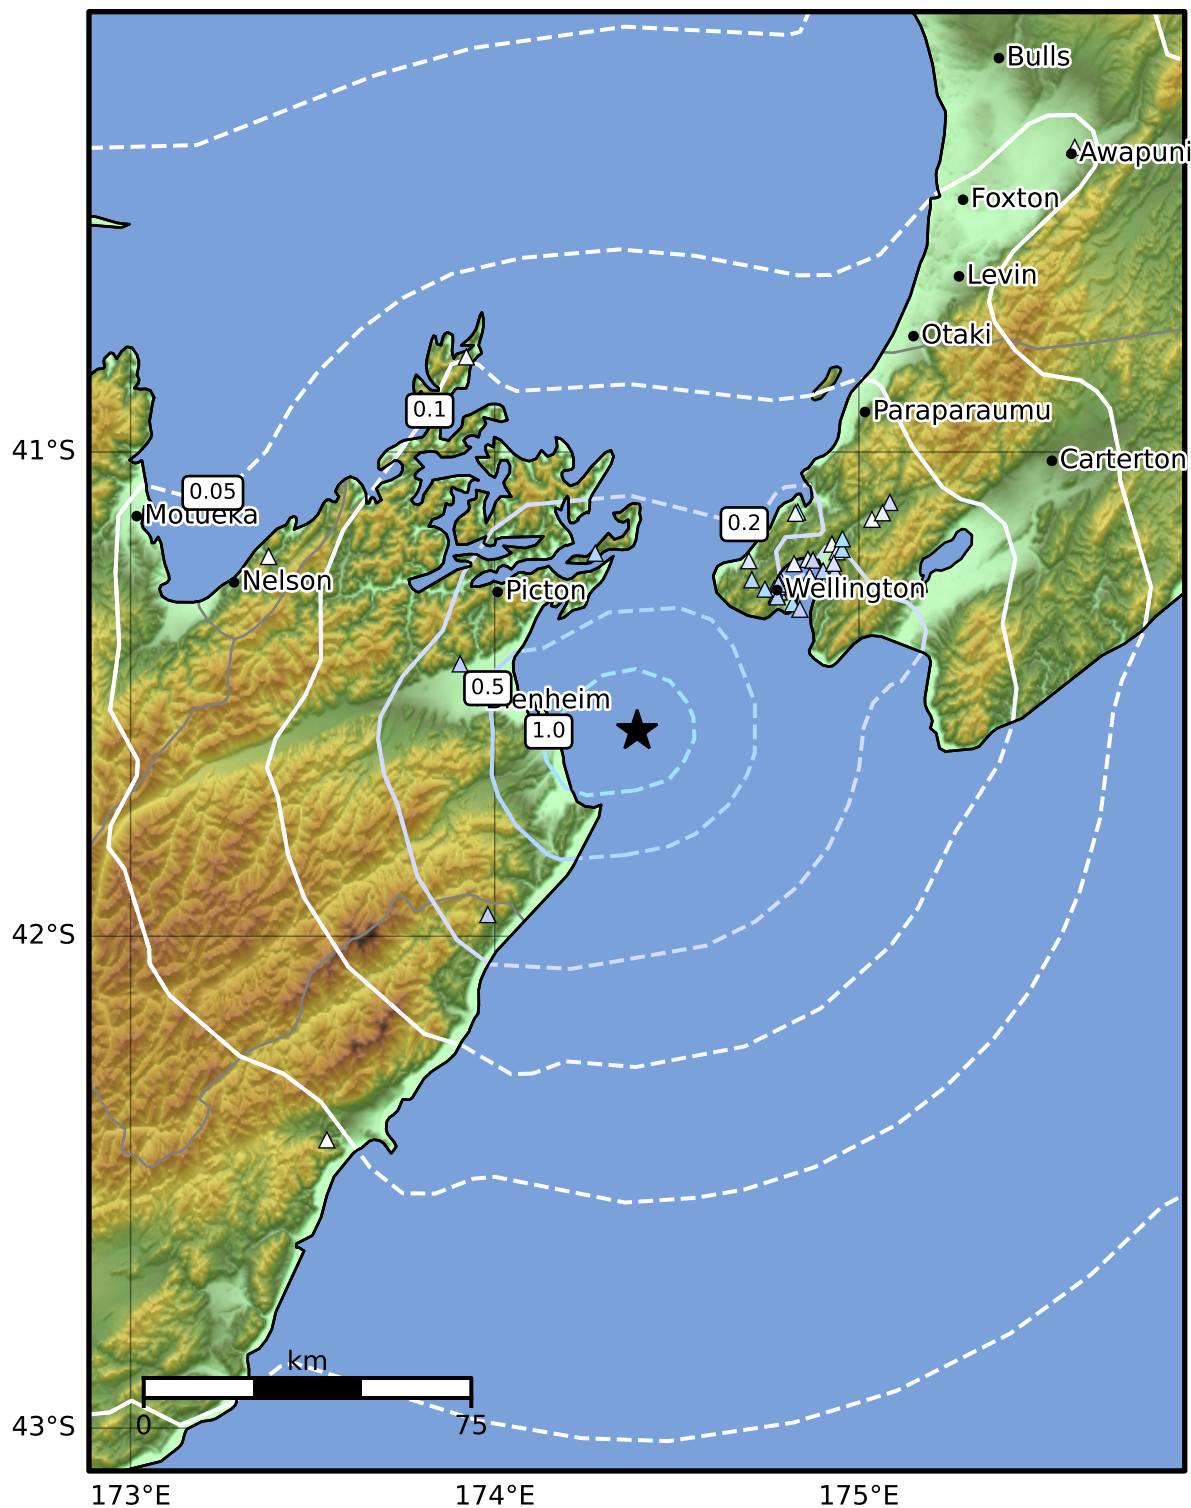 Bulls
Awapuni
Foxton
Levin
Otaki
0.1
Paraparaumu
41°S
Carterton
0.05
Motueka
0.2
Nelson
Picton
Wellington
0.5
Blenheim
1.0
42°S
km
0
75
43°S
173°E
174°E
175°E